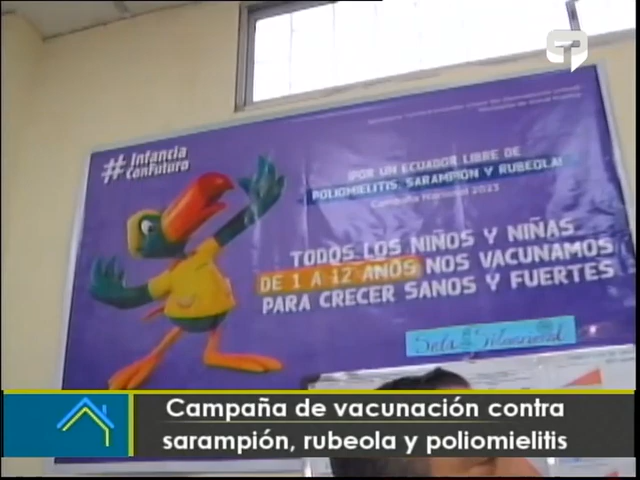 #Infancia
ConFuturo
¡POR UN ECUADOR LIBRE DE
POLIOMIELITIS, SARAMPIÓN Y RUBEOLA!
Campaña Nacional 2023
TODOS LOS NIÑOS Y NIÑAS
DE 1 A 12 AÑOS NOS VACUNAMOS
PARA CRECER SANOS Y FUERTES
Sala
Campaña de vacunación contra
sarampión, rubeola y poliomielitis